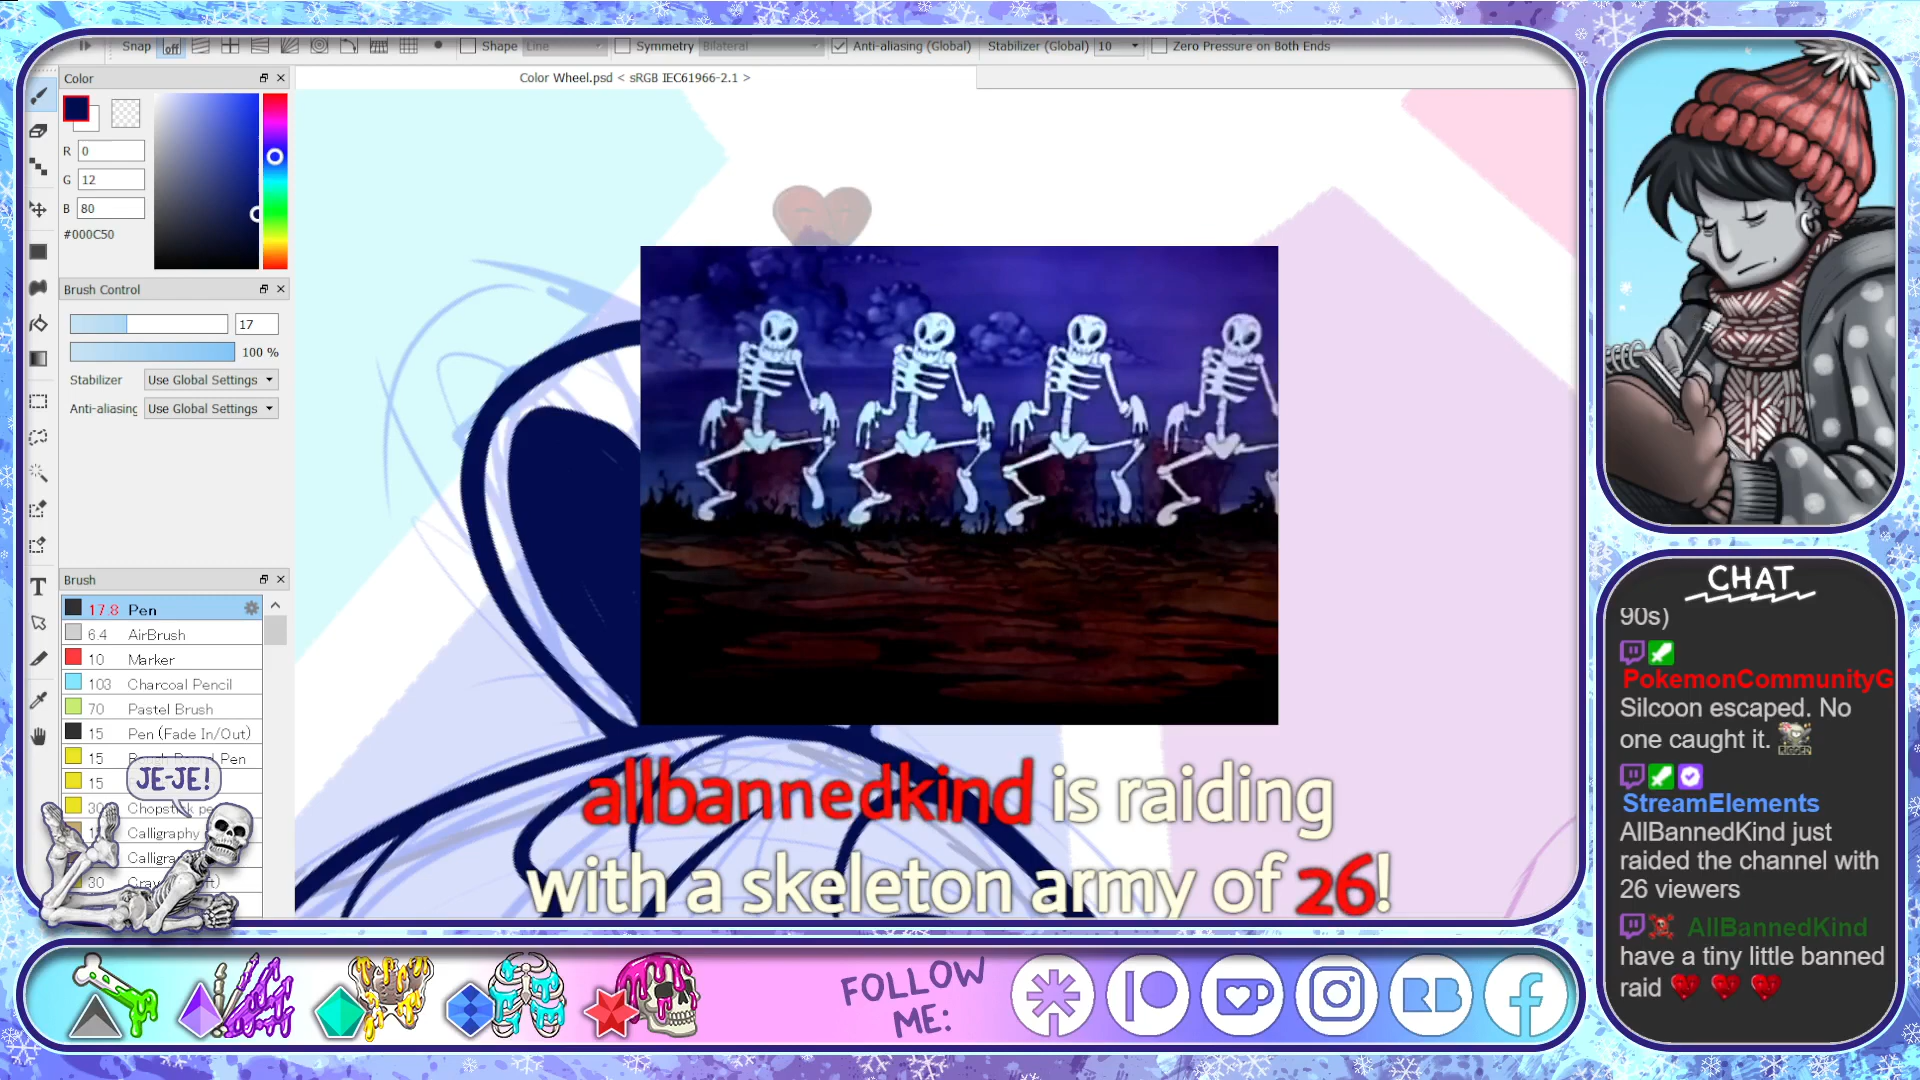 Snap off Shape Line Symmetry Bilateral Anti-aliasing (Global) Stabilizer (Global) 10 Zero Pressure on Both Ends
Color
Color Wheel.psd < sRGB IEC61966-2.1 >
R 0
G 12
B 80
#000C50
Brush Control
17
100 %
Stabilizer Use Global Settings
Anti-aliasing Use Global Settings
Brush
17.8 Pen
6.4 AirBrush
10 Marker
103 Charcoal Pencil
70 Pastel Brush
15 Pen (Fade In/Out)
15 Pen
15
JE-JE!
30 Chopstick pe
Calligraphy
Calligra
30
allbannedkind is raiding
with a skeleton army of 26!
FOLLOW
ME:
CHAT
90s)
PokemonCommunityG
Silcoon escaped. No
one caught it.
StreamElements
AllBannedKind just
raided the channel with
26 viewers
AllBannedKind
have a tiny little banned
raid